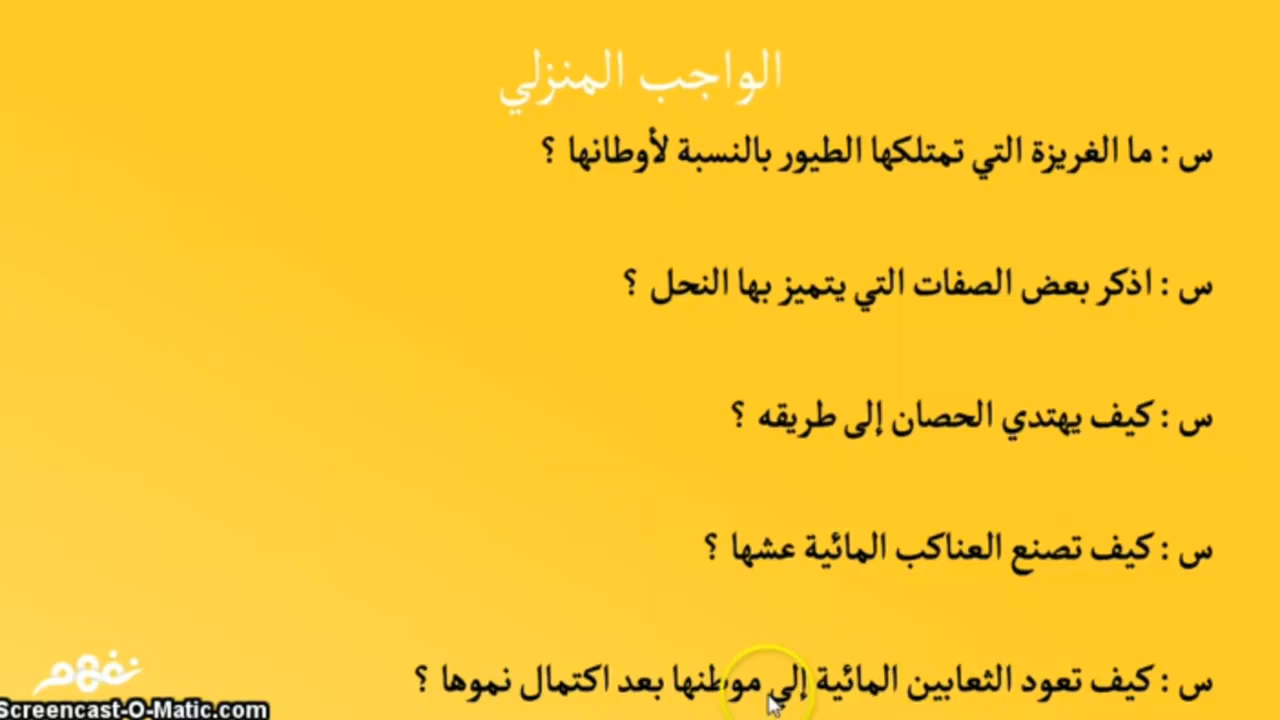 الواجب المنزلي
س : ما الغريزة التي تمتلكها الطيور بالنسبة لأوطانها ؟
س : اذكر بعض الصفات التي يتميز بها النحل ؟
س : كيف يهتدي الحصان إلى طريقه ؟
س : كيف تصنع العناكب المائية عشها ؟
س : كيف تعود الثعابين المائية إلي موطنها بعد اكتمال نموها ؟
نفهم
Screencast-O-Matic.com